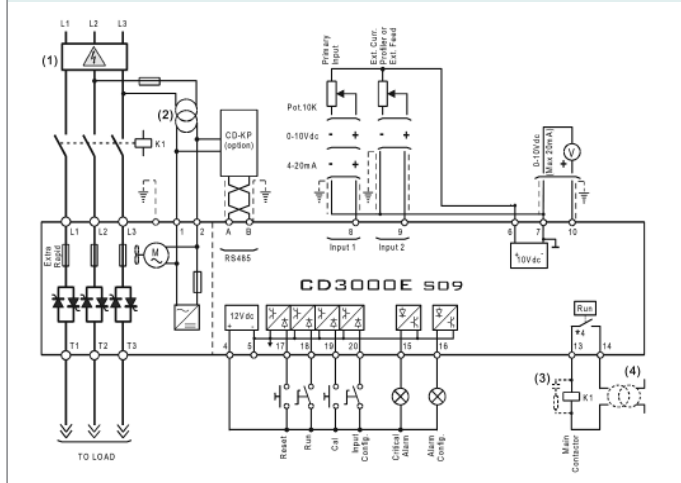 L1 L2 L3
(1)
(2)
K1
CD-KP
(option)
Primary
Input
Ext. Curr.
Profiler or
Ext. Feed
Pot.10K
0-10Vdc
4-20mA
- +
- +
- +
0-10Vdc
(Max 20mA)
V
+
L1 L2 L3 1 2 A B 8 9 6 7 10
RS485
Input 1
Input 2
Extra
Rapid
M
10Vdc
+ -
CD3000E S09
12Vdc
+ -
Run
*4
T1 T2 T3 4 5 17 18 19 20 15 16 13 14
(3)
(4)
K1
Reset
Run
Cal
Input
Config.
Critical
Alarm
Alarm
Config.
Main
Contactor
TO LOAD